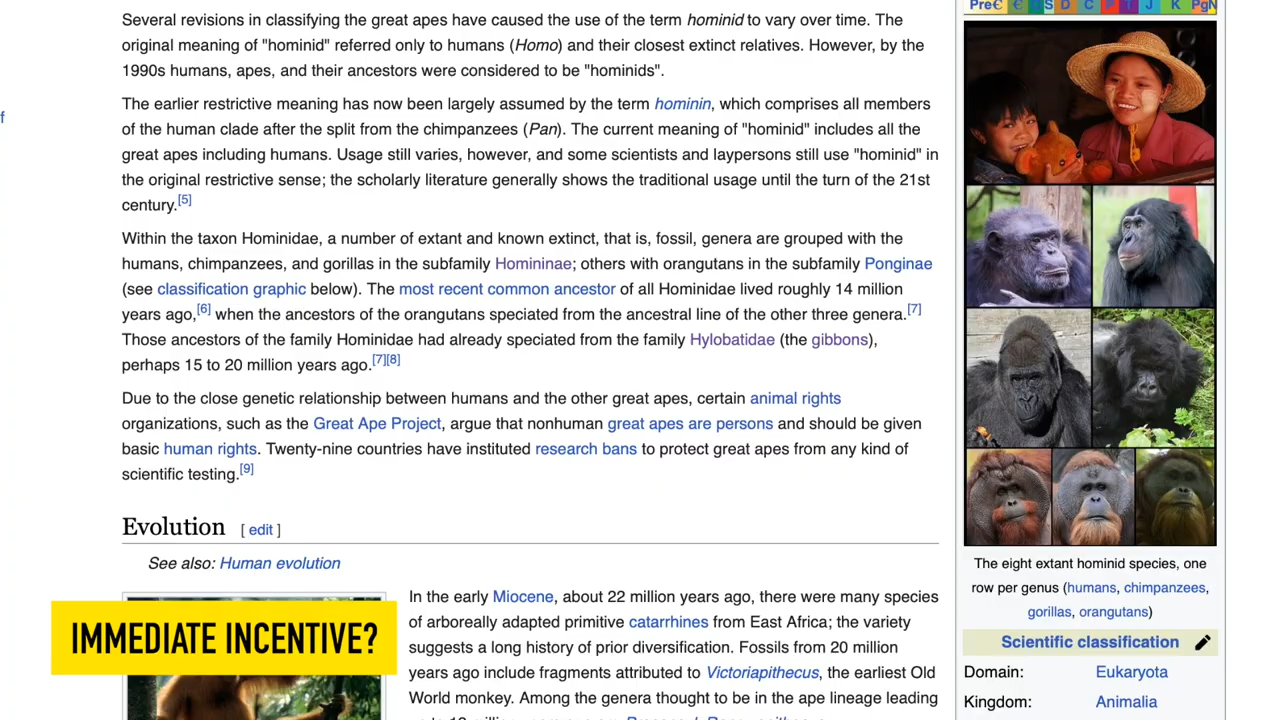 Several revisions in classifying the great apes have caused the use of the term hominid to vary over time. The
original meaning of "hominid" referred only to humans (Homo) and their closest extinct relatives. However, by the
1990s humans, apes, and their ancestors were considered to be "hominids".
f
The earlier restrictive meaning has now been largely assumed by the term hominin, which comprises all members
of the human clade after the split from the chimpanzees (Pan). The current meaning of "hominid" includes all the
great apes including humans. Usage still varies, however, and some scientists and laypersons still use "hominid" in
the original restrictive sense; the scholarly literature generally shows the traditional usage until the turn of the 21st
century.[5]
Within the taxon Hominidae, a number of extant and known extinct, that is, fossil, genera are grouped with the
humans, chimpanzees, and gorillas in the subfamily Homininae; others with orangutans in the subfamily Ponginae
(see classification graphic below). The most recent common ancestor of all Hominidae lived roughly 14 million
years ago,[6] when the ancestors of the orangutans speciated from the ancestral line of the other three genera.[7]
Those ancestors of the family Hominidae had already speciated from the family Hylobatidae (the gibbons),
perhaps 15 to 20 million years ago.[7][8]
Due to the close genetic relationship between humans and the other great apes, certain animal rights
organizations, such as the Great Ape Project, argue that nonhuman great apes are persons and should be given
basic human rights. Twenty-nine countries have instituted research bans to protect great apes from any kind of
scientific testing.[9]
Evolution [ edit ]
See also: Human evolution
In the early Miocene, about 22 million years ago, there were many species
of arboreally adapted primitive catarrhines from East Africa; the variety
suggests a long history of prior diversification. Fossils from 20 million
years ago include fragments attributed to Victoriapithecus, the earliest Old
World monkey. Among the genera thought to be in the ape lineage leading
IMMEDIATE INCENTIVE?
PreЄ Є S D C P T J K PgN
The eight extant hominid species, one
row per genus (humans, chimpanzees,
gorillas, orangutans)
Scientific classification
Domain: Eukaryota
Kingdom: Animalia